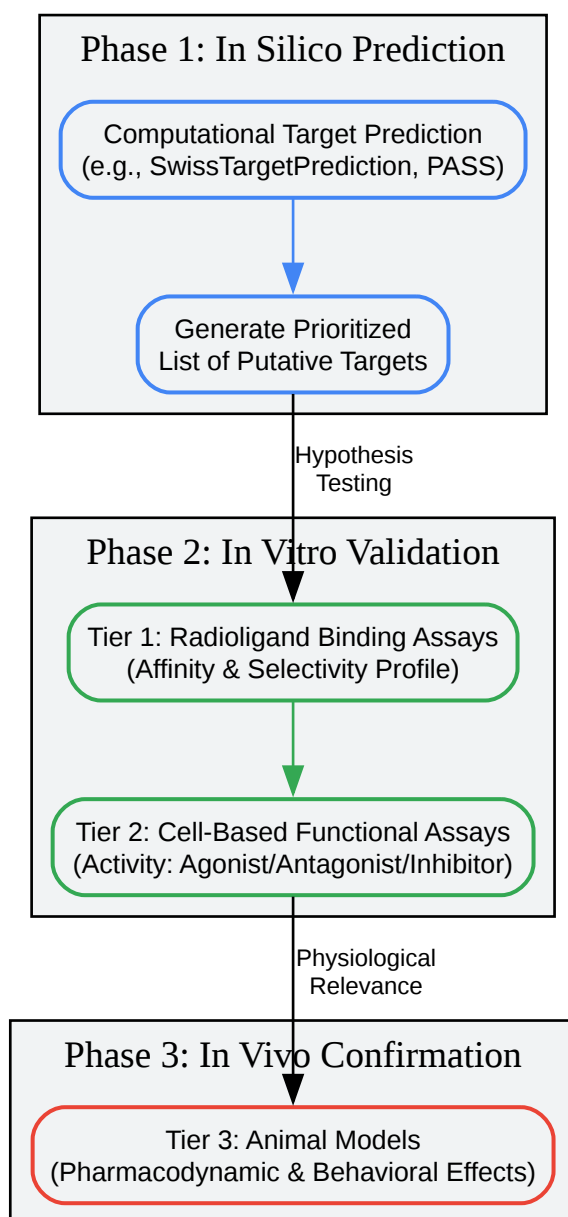 Phase 1: In Silico Prediction
Computational Target Prediction
(e.g., SwissTargetPrediction, PASS)
Generate Prioritized
List of Putative Targets
Hypothesis
Testing
Phase 2: In Vitro Validation
Tier 1: Radioligand Binding Assays
(Affinity & Selectivity Profile)
Tier 2: Cell-Based Functional Assays
(Activity: Agonist/Antagonist/Inhibitor)
Physiological
Relevance
Phase 3: In Vivo Confirmation
Tier 3: Animal Models
(Pharmacodynamic & Behavioral Effects)